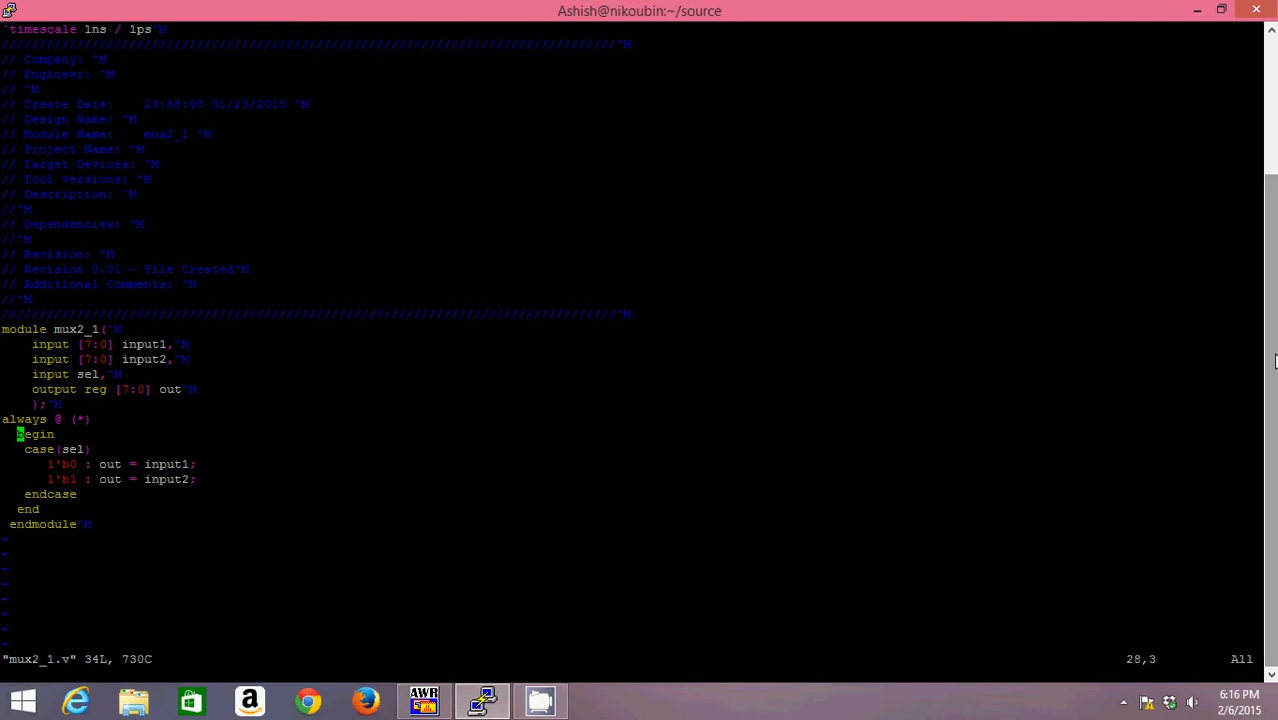 Ashish@nikoubin:~/source
`timescale 1ns / 1ps^M
//////////////////////////////////////////////////////////////////////////////////^M
// Company: ^M
// Engineer: ^M
// ^M
// Create Date:    23:58:00 01/23/2015 ^M
// Design Name: ^M
// Module Name:    mux2_1 ^M
// Project Name: ^M
// Target Devices: ^M
// Tool versions: ^M
// Description: ^M
//^M
// Dependencies: ^M
//^M
// Revision: ^M
// Revision 0.01 - File Created^M
// Additional Comments: ^M
//^M
//////////////////////////////////////////////////////////////////////////////////^M
module mux2_1(^M
    input [7:0] input1,^M
    input [7:0] input2,^M
    input sel,^M
    output reg [7:0] out^M
    );^M
always @ (*)
  begin
   case(sel)
      1'b0 : out = input1;
      1'b1 : out = input2;
   endcase
  end
 endmodule^M
~
~
~
~
~
~
~
~
"mux2_1.v" 34L, 730C 28,3 All
AWR
6:16 PM
2/6/2015